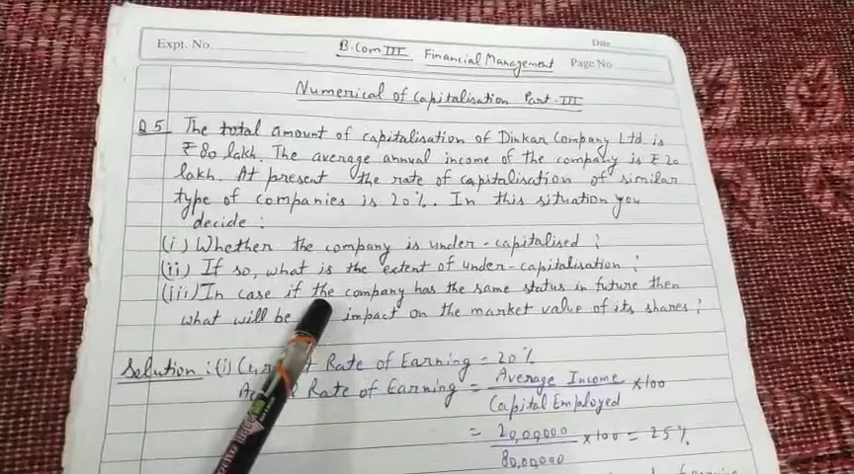 Expt. No.
B.Com III Financial Management
Date
Page No
Numerical of Capitalisation Part-III
Q 5 The total amount of capitalisation of Dinkar Company Ltd. is
₹ 80 lakh. The average annual income of the company is ₹ 20
lakh. At present the rate of capitalisation of similar
type of companies is 20%. In this situation you
decide :
(i) Whether the company is under-capitalised ;
(ii) If so, what is the extent of under-capitalisation ;
(iii) In case if the company has the same status in future then
what will be impact on the market value of its shares ;
Solution : (i) Rate of Earning = 20%
Rate of Earning = Average Income / Capital Employed × 100
= 20,00,000 / 80,00,000 × 100 = 25%